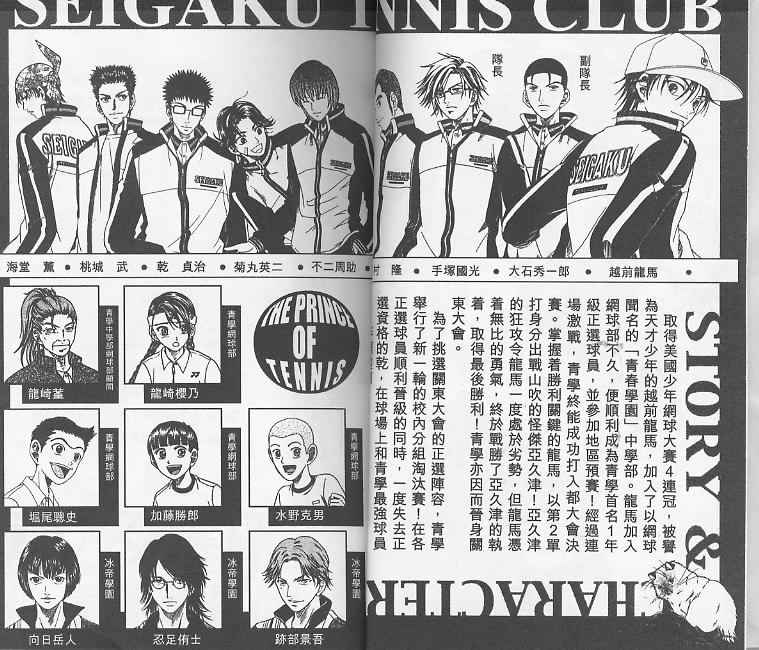 SEIGAKU TENNIS CLUB
隊長
副隊長
SEIGAKU
SEIGAKU
SEIGAKU
海堂 薫 ● 桃城 武 ● 乾 貞治 ● 菊丸英二 ● 不二周助 ● 村 隆 ● 手塚國光 ● 大石秀一郎 ● 越前龍馬 ●
STORY & CHARACTERS
取得美國少年網球大賽4連冠，被譽
為天才少年的越前龍馬，加入了以網球
聞名的「青春學園」中學部。龍馬加入
網球部不久，便順利成為青學首名1年
級正選球員，並參加地區預賽！經過連
場激戰，青學終能成功打入都大會決
賽。掌握着勝利關鍵的龍馬，以第2單
打身分出戰山吹的怪傑亞久津！亞久津
的狂攻令龍馬一度處於劣勢，但龍馬憑
着無比的勇氣，終於戰勝了亞久津的執
着，取得最後勝利！青學亦因而晉身關
東大會。
為了挑選關東大會的正選陣容，青學
舉行了新一輪的校內分組淘汰賽！在各
正選球員順利晉級的同時，一度失去正
選資格的乾，在球場上和青學最強球員
THE PRINCE
OF
TENNIS
青學網球部
龍崎櫻乃
青學中學部網球部顧問
龍崎菫
青學網球部
水野克男
青學網球部
加藤勝郎
青學網球部
堀尾聰史
冰帝學園
跡部景吾
冰帝學園
忍足侑士
冰帝學園
向日岳人